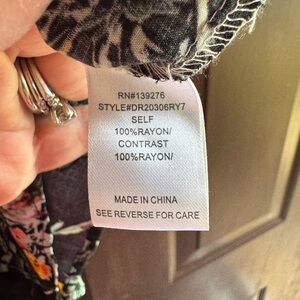 RN#139276
STYLE#DR20306RY7
SELF
100%RAYON/
CONTRAST
100%RAYON/
MADE IN CHINA
SEE REVERSE FOR CARE